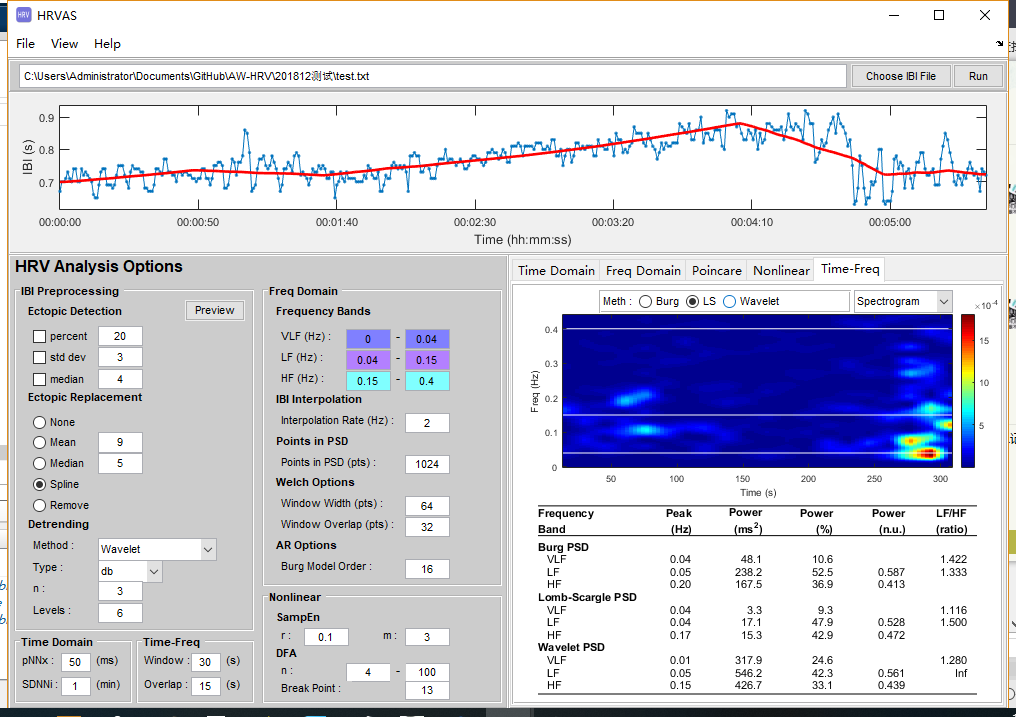 HRV HRVAS
File View Help
C:\Users\Administrator\Documents\GitHub\AW-HRV\201812测试\test.txt Choose IBI File Run
IBI (s)
0.9
0.8
0.7
00:00:00 00:00:50 00:01:40 00:02:30 00:03:20 00:04:10 00:05:00
Time (hh:mm:ss)
HRV Analysis Options
IBI Preprocessing
Ectopic Detection Preview
percent 20
std dev 3
median 4
Ectopic Replacement
None
Mean 9
Median 5
Spline
Remove
Detrending
Method : Wavelet
Type : db
n : 3
Levels : 6
Time Domain
pNNx : 50 (ms)
SDNNi : 1 (min)
Time-Freq
Window : 30 (s)
Overlap : 15 (s)
Freq Domain
Frequency Bands
VLF (Hz) : 0 - 0.04
LF (Hz) : 0.04 - 0.15
HF (Hz) : 0.15 - 0.4
IBI Interpolation
Interpolation Rate (Hz) : 2
Points in PSD
Points in PSD (pts) : 1024
Welch Options
Window Width (pts) : 64
Window Overlap (pts) : 32
AR Options
Burg Model Order : 16
Nonlinear
SampEn
r : 0.1 m : 3
DFA
n : 4 - 100
Break Point : 13
Time Domain Freq Domain Poincare Nonlinear Time-Freq
Meth : Burg LS Wavelet Spectrogram
×10⁻⁴
Freq (Hz)
0.4
0.3
0.2
0.1
0
15
10
5
50 100 150 200 250 300
Time (s)
Frequency Peak Power Power Power LF/HF
Band (Hz) (ms²) (%) (n.u.) (ratio)
Burg PSD
VLF 0.04 48.1 10.6 1.422
LF 0.05 238.2 52.5 0.587 1.333
HF 0.20 167.5 36.9 0.413
Lomb-Scargle PSD
VLF 0.04 3.3 9.3 1.116
LF 0.04 17.1 47.9 0.528 1.500
HF 0.17 15.3 42.9 0.472
Wavelet PSD
VLF 0.01 317.9 24.6 1.280
LF 0.05 546.2 42.3 0.561 Inf
HF 0.15 426.7 33.1 0.439